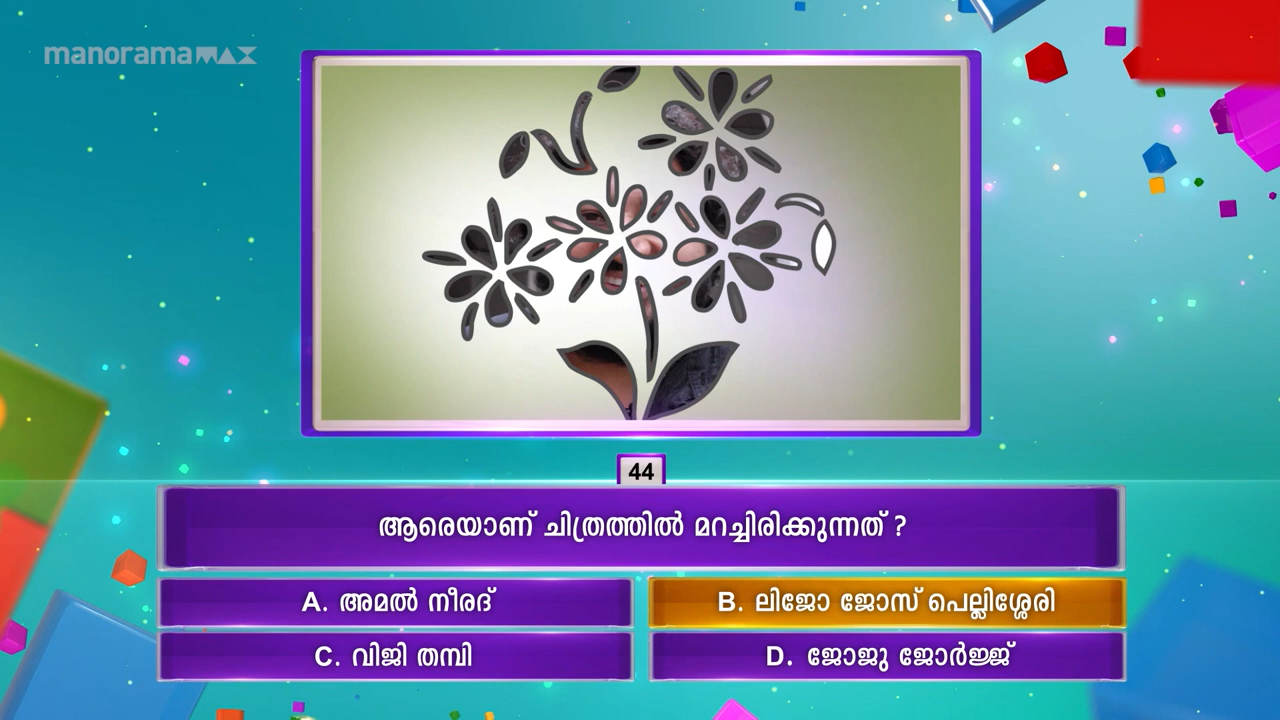 manoramaMAX
44
ആരെയാണ് ചിത്രത്തിൽ മറച്ചിരിക്കുന്നത് ?
A. അമൽ നീരദ്
B. ലിജോ ജോസ് പെല്ലിശ്ശേരി
C. വിജി തമ്പി
D. ജോജു ജോർജ്ജ്